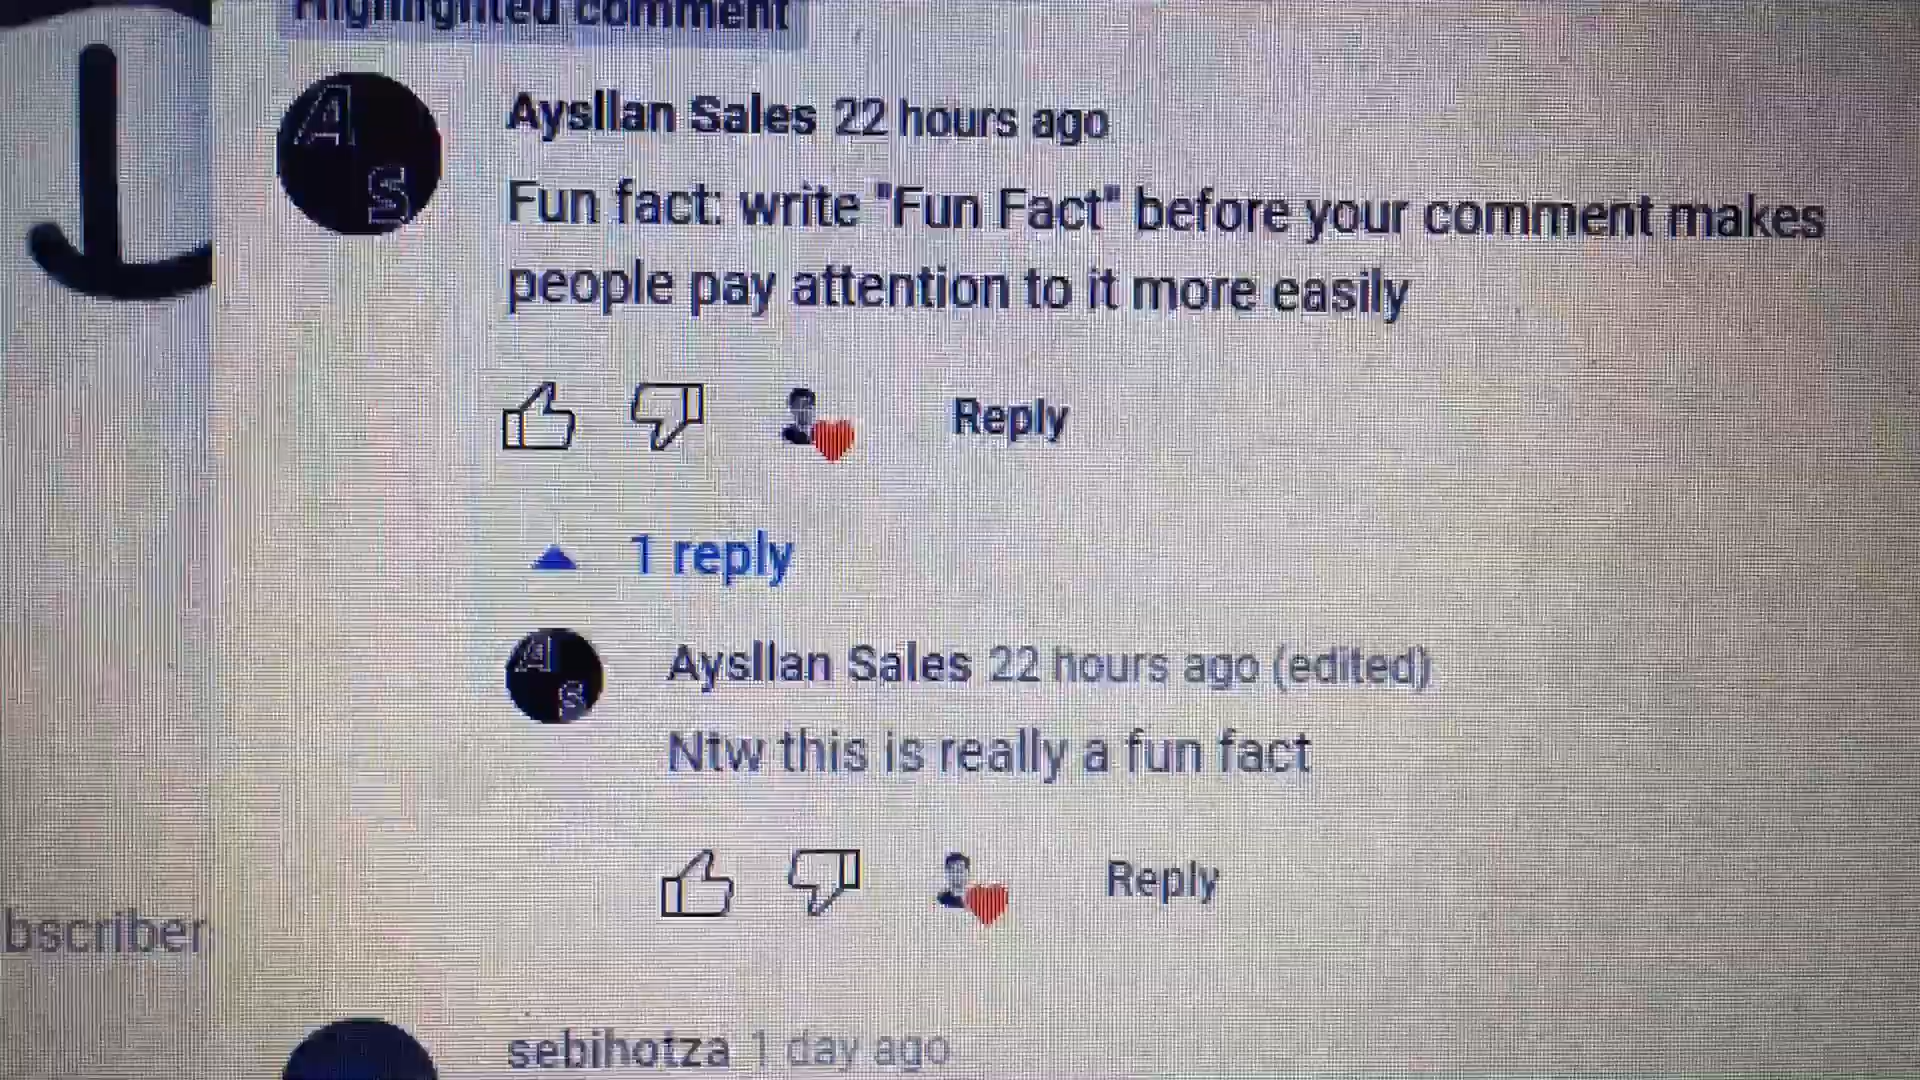 Highlighted comment
A
S
Aysllan Sales 22 hours ago
Fun fact: write "Fun Fact" before your comment makes
people pay attention to it more easily
Reply
1 reply
A
S
Aysllan Sales 22 hours ago (edited)
Ntw this is really a fun fact
Reply
bscriber
sebihotza 1 day ago